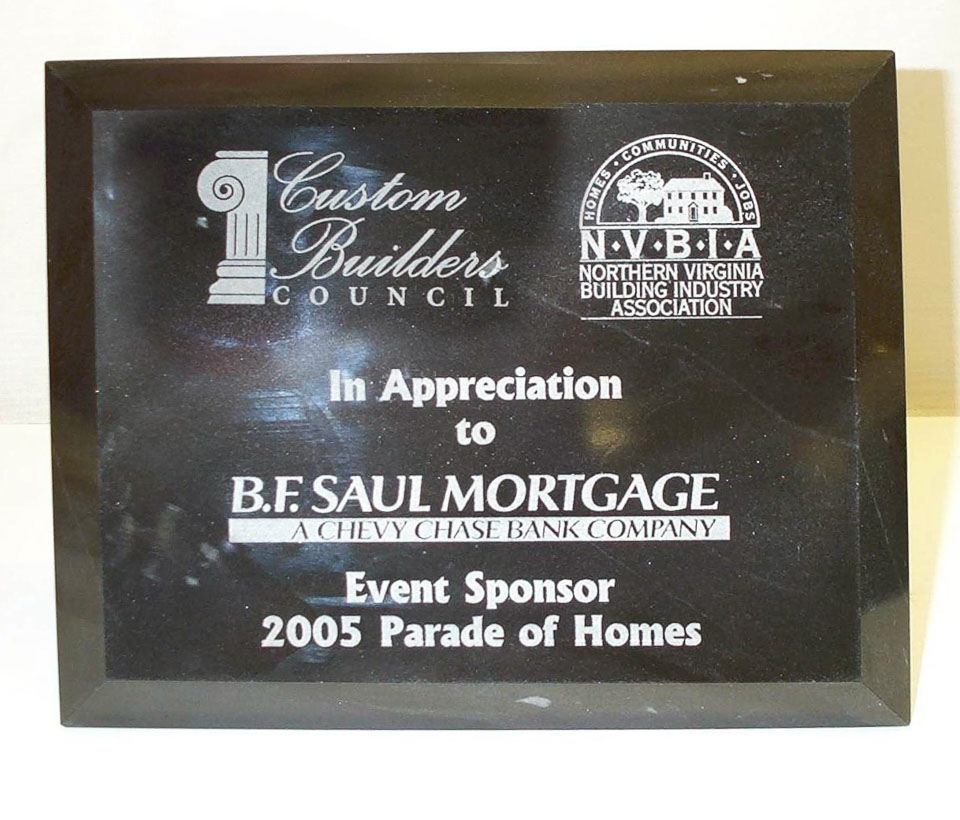 Custom
Builders
COUNCIL
HOMES · COMMUNITIES · JOBS
N·V·B·I·A
NORTHERN VIRGINIA
BUILDING INDUSTRY
ASSOCIATION
In Appreciation
to
B.F. SAUL MORTGAGE
A CHEVY CHASE BANK COMPANY
Event Sponsor
2005 Parade of Homes